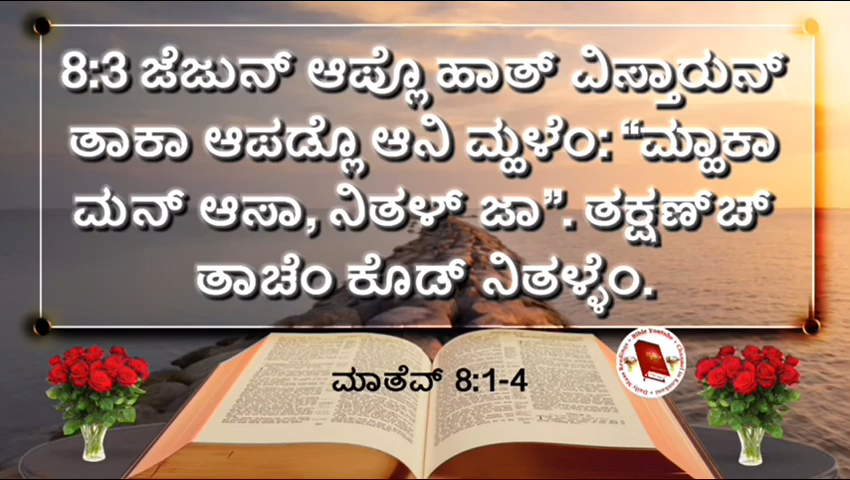 8:3 ಜೆಜುನ್ ಆಪ್ಲೊ ಹಾತ್ ವಿಸ್ತಾರುನ್
ತಾಕಾ ಆಪಡ್ಲೊ ಆನಿ ಮ್ಹಳೆಂ: “ಮ್ಹಾಕಾ
ಮನ್ ಆಸಾ, ನಿತಳ್ ಜಾ”. ತಕ್ಷಣ್‌ಚ್
ತಾಚೆಂ ಕೊಡ್ ನಿತಳ್ಳೆಂ.
ಮಾತೆವ್ 8:1-4